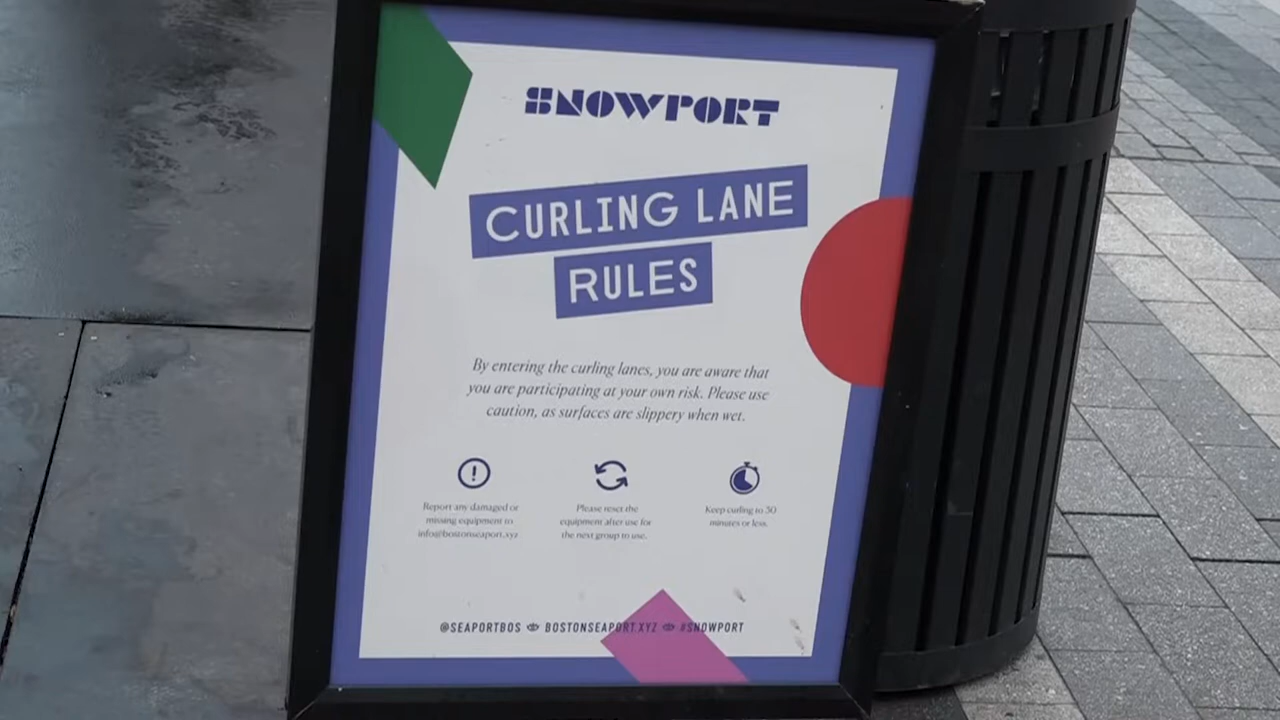 SNOWPORT
CURLING LANE
RULES
By entering the curling lanes, you are aware that
you are participating at your own risk. Please use
caution, as surfaces are slippery when wet.
Report any damaged or
missing equipment to
info@bostonseaport.xyz
Please reset the
equipment after use for
the next group to use.
Keep curling to 30
minutes or less.
@SEAPORTBOS BOSTONSEAPORT.XYZ #SNOWPORT